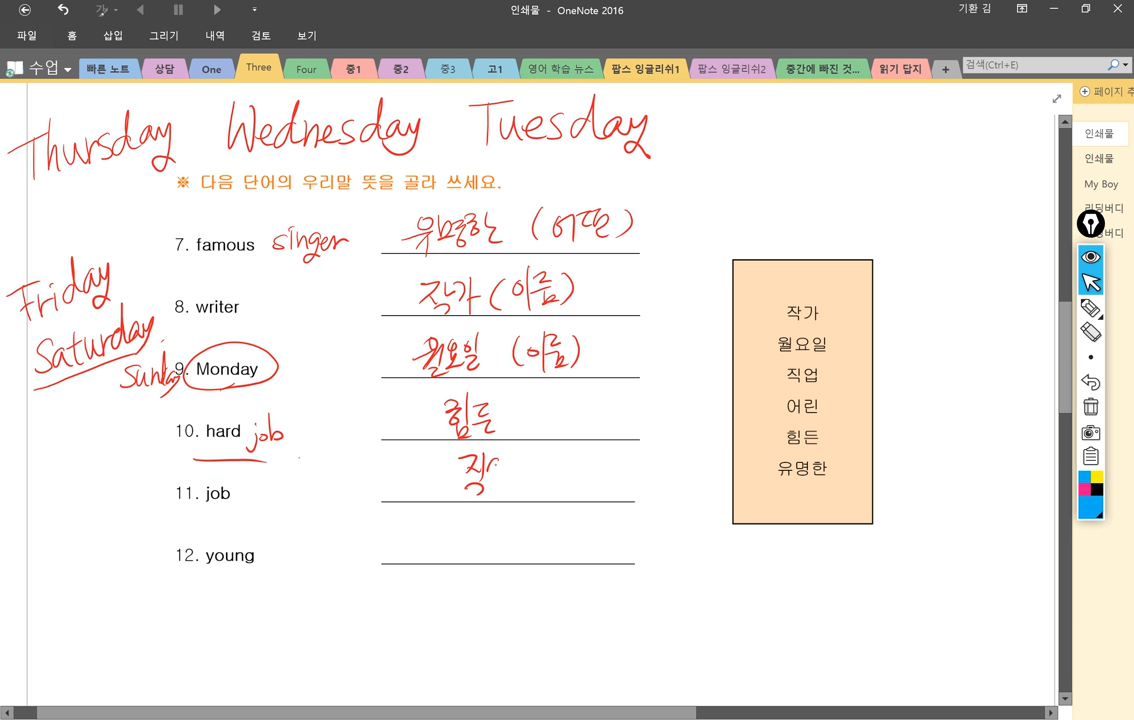 인쇄물 - OneNote 2016
기환 김
파일 홈 삽입 그리기 내역 검토 보기
수업 빠른 노트 상담 One Three Four 중1 중2 중3 고1 영어 학습 뉴스 팝스 잉글리쉬1 팝스 잉글리쉬2 중간에 빠진 것... 읽기 답지 + 검색(Ctrl+E)
페이지 추
인쇄물
인쇄물
My Boy
리딩버디
버디
Thursday Wednesday Tuesday
※ 다음 단어의 우리말 뜻을 골라 쓰세요.
7. famous singer 유명한 (어떤)
Friday
8. writer 작가 (이름)
Saturday
Sunday
9. Monday 월요일 (이름)
10. hard job 힘든
11. job
12. young
작가
월요일
직업
어린
힘든
유명한